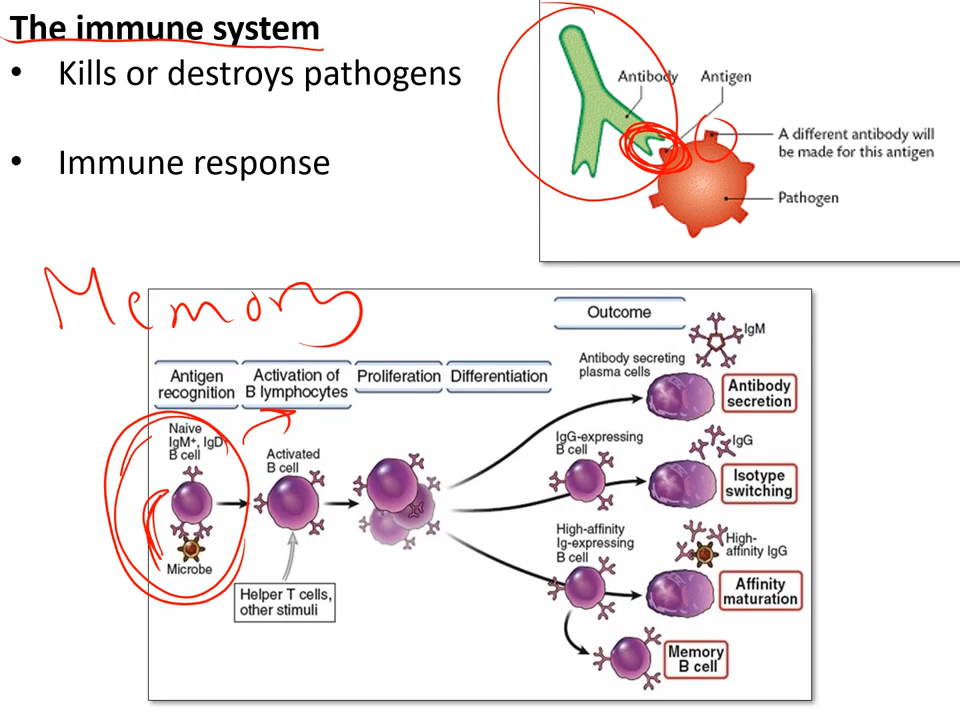 The immune system
• Kills or destroys pathogens
• Immune response
Antibody
Antigen
A different antibody will
be made for this antigen
Pathogen
Memory
Outcome
Antigen
recognition
Activation of
B lymphocytes
Proliferation
Differentiation
Naive
IgM+, IgD
B cell
Microbe
Activated
B cell
Helper T cells,
other stimuli
Antibody secreting
plasma cells
IgM
Antibody
secretion
IgG-expressing
B cell
IgG
Isotype
switching
High-affinity
Ig-expressing
B cell
High-
affinity IgG
Affinity
maturation
Memory
B cell